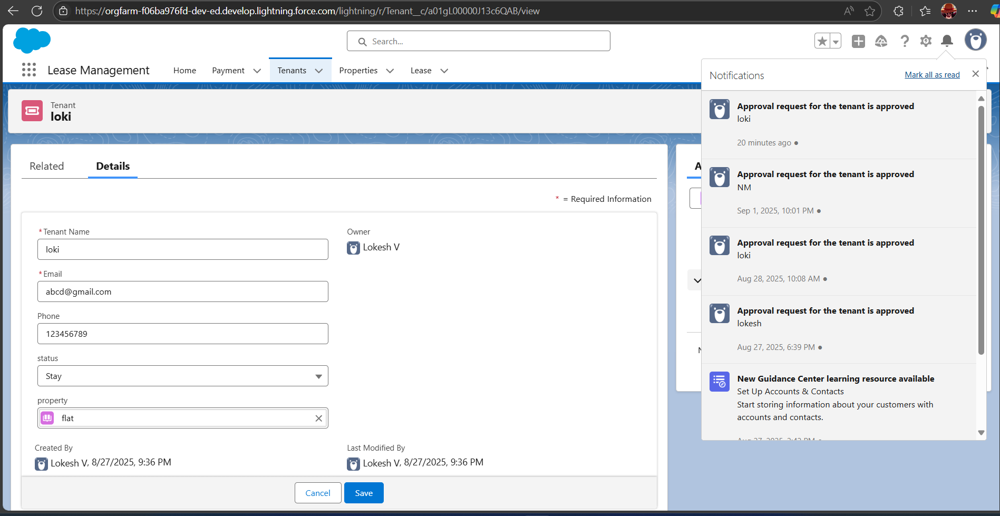 https://orgfarm-f06ba976fd-dev-ed.develop.lightning.force.com/lightning/r/Tenant__c/a01gL00000J13c6QAB/view
Search...
Lease Management
Home
Payment
Tenants
Properties
Lease
Tenant
loki
Related
Details
* = Required Information
*Tenant Name
loki
Owner
Lokesh V
*Email
abcd@gmail.com
Phone
123456789
status
Stay
property
flat
Created By
Lokesh V, 8/27/2025, 9:36 PM
Last Modified By
Lokesh V, 8/27/2025, 9:36 PM
Cancel
Save
Notifications
Mark all as read
Approval request for the tenant is approved
loki
20 minutes ago
Approval request for the tenant is approved
NM
Sep 1, 2025, 10:01 PM
Approval request for the tenant is approved
loki
Aug 28, 2025, 10:08 AM
Approval request for the tenant is approved
lokesh
Aug 27, 2025, 6:39 PM
New Guidance Center learning resource available
Set Up Accounts & Contacts
Start storing information about your customers with
accounts and contacts.